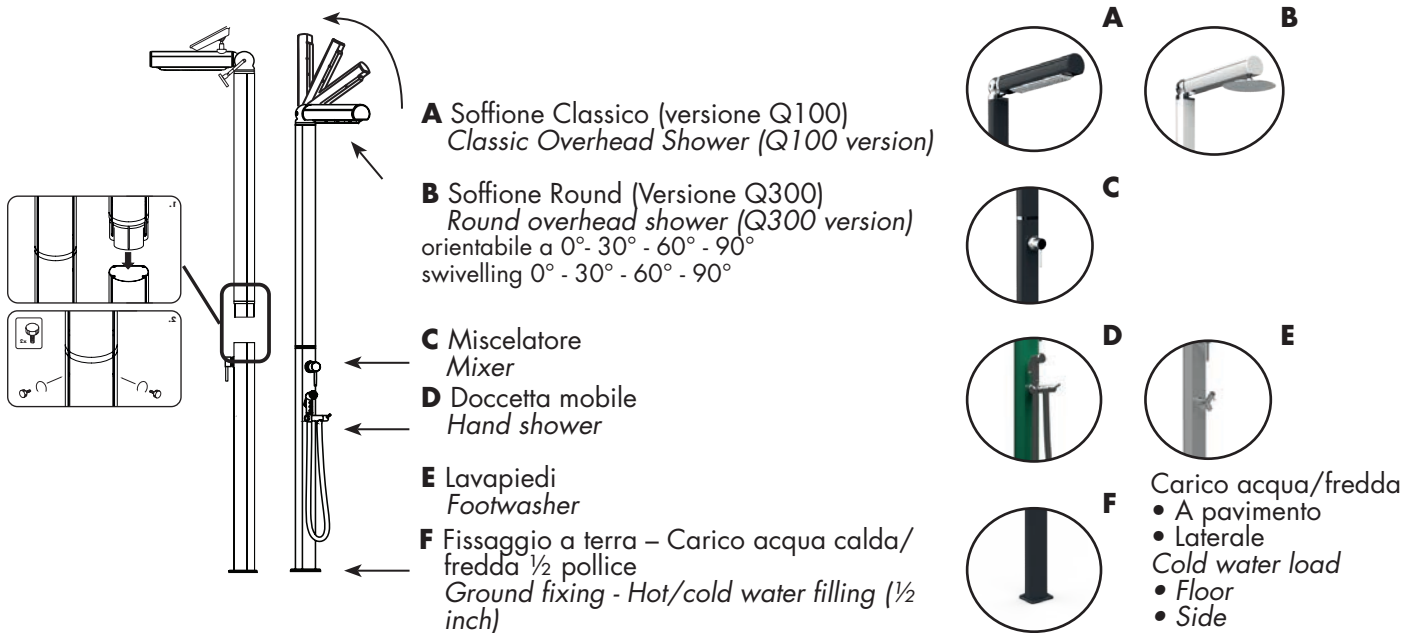 A
B
A Soffione Classico (versione Q100)
Classic Overhead Shower (Q100 version)
B Soffione Round (Versione Q300)
Round overhead shower (Q300 version)
orientabile a 0°- 30° - 60° - 90°
swivelling 0° - 30° - 60° - 90°
C
1.
2.
x2
C Miscelatore
Mixer
D Doccetta mobile
Hand shower
D
E
E Lavapiedi
Footwasher
F Fissaggio a terra – Carico acqua calda/
fredda ½ pollice
Ground fixing - Hot/cold water filling (½
inch)
F
Carico acqua/fredda
• A pavimento
• Laterale
Cold water load
• Floor
• Side